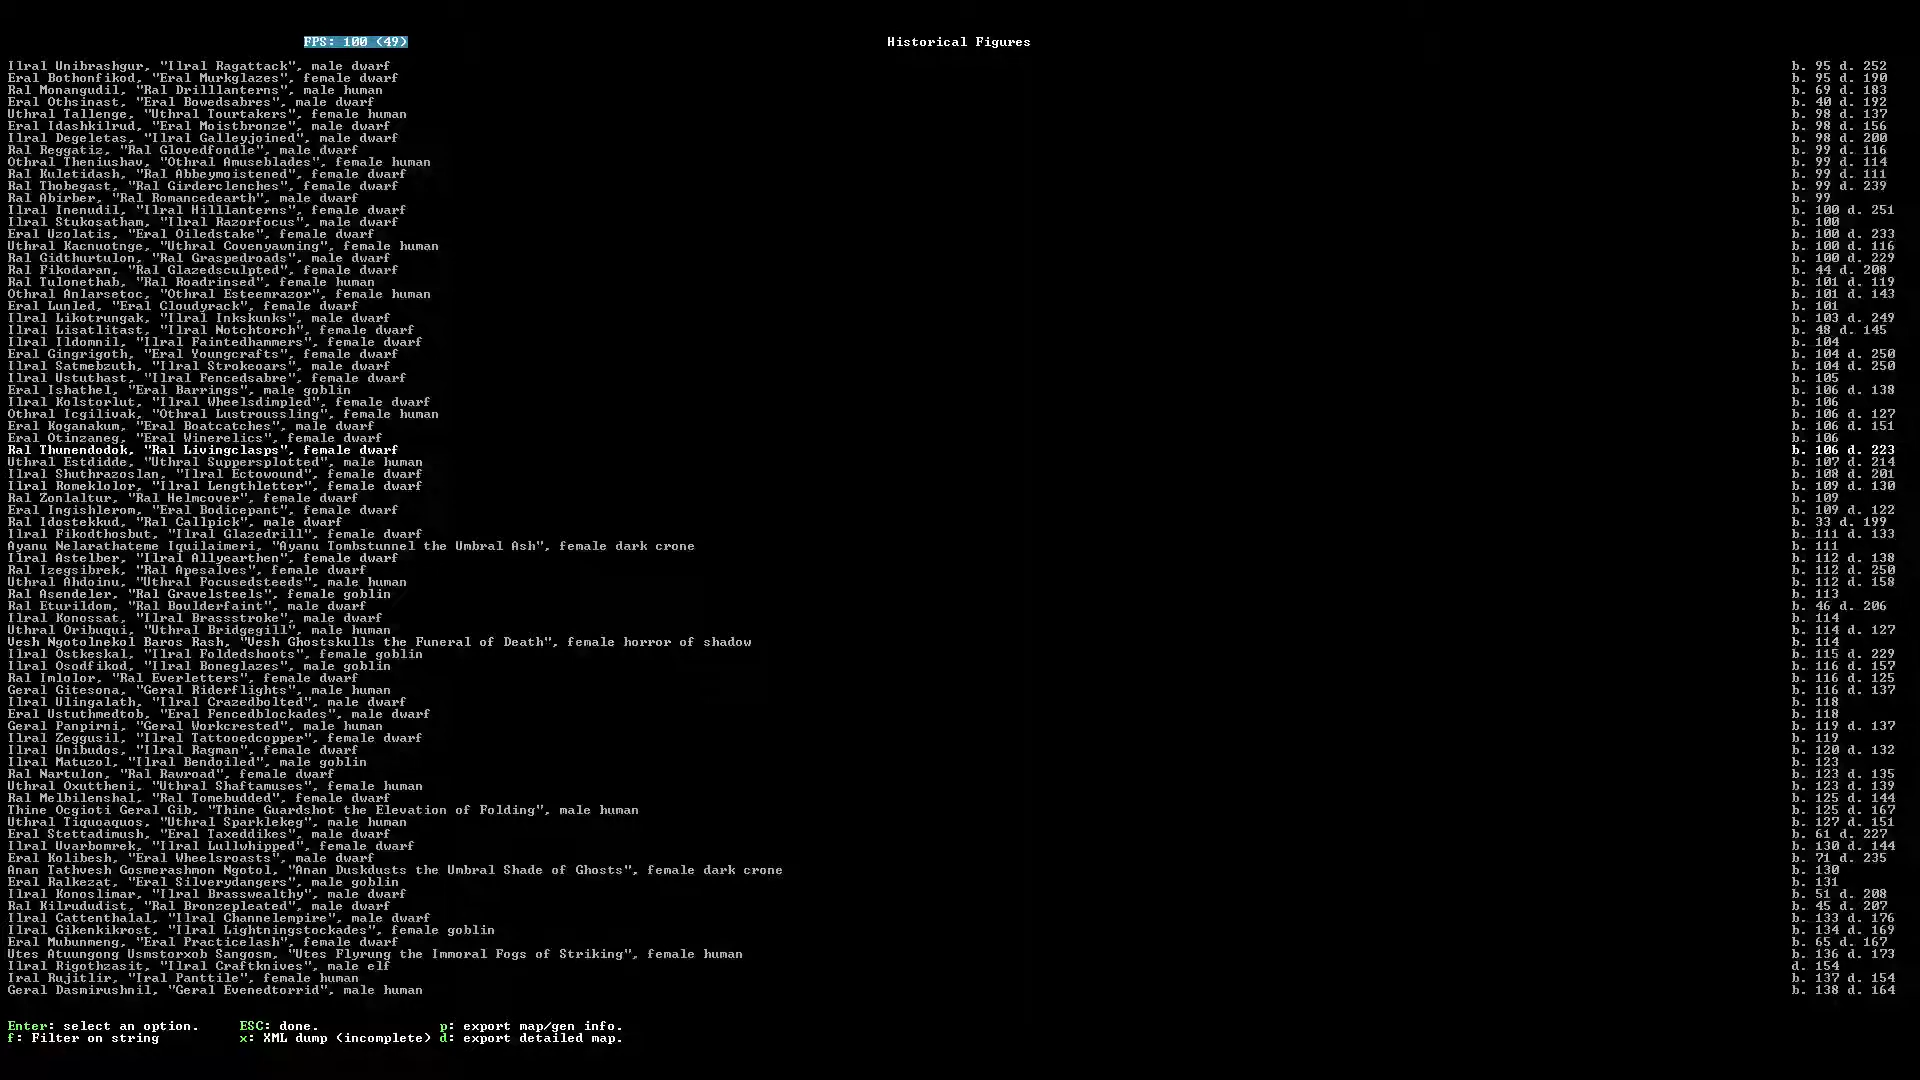 FPS: 100 (49) Historical Figures
Ilral Unibrashgur, "Ilral Ragattack", male dwarf b. 95 d. 252
Eral Bothonfikod, "Eral Murkglazes", female dwarf b. 95 d. 190
Ral Monangudil, "Ral Drilllanterns", male human b. 69 d. 183
Eral Othsinast, "Eral Bowedsabres", male dwarf b. 40 d. 192
Uthral Tallenge, "Uthral Tourtakers", female human b. 98 d. 137
Eral Idashkilrud, "Eral Moistbronze", male dwarf b. 98 d. 156
Ilral Degeletas, "Ilral Galleyjoined", male dwarf b. 98 d. 200
Ral Reggatiz, "Ral Glovedfondle", male dwarf b. 99 d. 116
Othral Theniushav, "Othral Amuseblades", female human b. 99 d. 114
Ral Kuletidash, "Ral Abbeymoistened", female dwarf b. 99 d. 111
Ral Thobegast, "Ral Girderclenches", female dwarf b. 99 d. 239
Ral Abirber, "Ral Romancedearth", male dwarf b. 99
Ilral Inenudil, "Ilral Hilllanterns", female dwarf b. 100 d. 251
Ilral Stukosatham, "Ilral Razorfocus", male dwarf b. 100
Eral Uzolatis, "Eral Oiledstake", female dwarf b. 100 d. 233
Uthral Kacnuotnge, "Uthral Covenyawning", female human b. 100 d. 116
Ral Gidthurtulon, "Ral Graspedroads", male dwarf b. 100 d. 229
Ral Fikodaran, "Ral Glazedsculpted", female dwarf b. 44 d. 208
Ral Tulonethab, "Ral Roadrinsed", female human b. 101 d. 119
Othral Anlarsetoc, "Othral Esteemrazor", female human b. 101 d. 143
Eral Lunled, "Eral Cloudyrack", female dwarf b. 101
Ilral Likotrungak, "Ilral Inkskunks", male dwarf b. 103 d. 249
Ilral Lisatlitast, "Ilral Notchtorch", female dwarf b. 48 d. 145
Ilral Ildomnil, "Ilral Faintedhammers", female dwarf b. 104
Eral Gingrigoth, "Eral Youngcrafts", female dwarf b. 104 d. 250
Ilral Satmebzuth, "Ilral Strokeoars", male dwarf b. 104 d. 250
Ilral Ustuthast, "Ilral Fencedsabre", female dwarf b. 105
Eral Ishathel, "Eral Barrings", male goblin b. 106 d. 138
Ilral Kolstorlut, "Ilral Wheelsdimpled", female dwarf b. 106
Othral Icgilivak, "Othral Lustroussling", female human b. 106 d. 127
Eral Koganakum, "Eral Boatcatches", male dwarf b. 106 d. 151
Eral Otinzaneg, "Eral Winerelics", female dwarf b. 106
Ral Thunendodok, "Ral Livingclasps", female dwarf b. 106 d. 223
Uthral Estdidde, "Uthral Suppersplotted", male human b. 107 d. 214
Ilral Shuthrazoslan, "Ilral Ectowound", female dwarf b. 108 d. 201
Ilral Romeklolor, "Ilral Lengthletter", female dwarf b. 109 d. 130
Ral Zonlaltur, "Ral Helmcover", female dwarf b. 109
Eral Ingishlerom, "Eral Bodicepant", female dwarf b. 109 d. 122
Ral Idostekkud, "Ral Callpick", male dwarf b. 33 d. 199
Ilral Fikodthosbut, "Ilral Glazedrill", female dwarf b. 111 d. 133
Ayanu Nelarathateme Iquilaimeri, "Ayanu Tombstunnel the Umbral Ash", female dark crone b. 111
Ilral Astelber, "Ilral Allyearthen", female dwarf b. 112 d. 138
Ral Izegsibrek, "Ral Apesalves", female dwarf b. 112 d. 250
Uthral Ahdoinu, "Uthral Focusedsteeds", male human b. 112 d. 158
Ral Asendeler, "Ral Gravelsteels", female goblin b. 113
Ral Eturildom, "Ral Boulderfaint", male dwarf b. 46 d. 206
Ilral Konossat, "Ilral Brassstroke", male dwarf b. 114
Uthral Oribuqui, "Uthral Bridgegill", male human b. 114 d. 127
Vesh Ngotolnekol Baros Rash, "Vesh Ghostskulls the Funeral of Death", female horror of shadow b. 114
Ilral Ostkeskal, "Ilral Foldedshoots", female goblin b. 115 d. 229
Ilral Osodfikod, "Ilral Boneglazes", male goblin b. 116 d. 157
Ral Imlolor, "Ral Everletters", female dwarf b. 116 d. 125
Geral Gitesona, "Geral Riderflights", male human b. 116 d. 137
Ilral Ulingalath, "Ilral Crazedbolted", male dwarf b. 118
Eral Ustuthmedtob, "Eral Fencedblockades", male dwarf b. 118
Geral Panpirni, "Geral Workcrested", male human b. 119 d. 137
Ilral Zeggusil, "Ilral Tattooedcopper", female dwarf b. 119
Ilral Unibudos, "Ilral Ragman", female dwarf b. 120 d. 132
Ilral Matuzol, "Ilral Bendoiled", male goblin b. 123
Ral Nartulon, "Ral Rawroad", female dwarf b. 123 d. 135
Uthral Oxuttheni, "Uthral Shaftamuses", female human b. 123 d. 139
Ral Melbilenshal, "Ral Tomebudded", female dwarf b. 125 d. 144
Thine Ocgioti Geral Gib, "Thine Guardshot the Elevation of Folding", male human b. 125 d. 167
Uthral Tiquoaquos, "Uthral Sparklekeg", male human b. 127 d. 151
Eral Stettadimush, "Eral Taxeddikes", male dwarf b. 61 d. 227
Ilral Uvarbomrek, "Ilral Lullwhipped", female dwarf b. 130 d. 144
Eral Kolibesh, "Eral Wheelsroasts", male dwarf b. 71 d. 235
Anan Tathvesh Gosmerashmon Ngotol, "Anan Duskdusts the Umbral Shade of Ghosts", female dark crone b. 130
Eral Ralkezat, "Eral Silverydangers", male goblin b. 131
Ilral Konoslimar, "Ilral Brasswealthy", male dwarf b. 51 d. 208
Ral Kilrududist, "Ral Bronzepleated", male dwarf b. 45 d. 207
Ilral Cattenthalal, "Ilral Channelempire", male dwarf b. 133 d. 176
Ilral Gikenkikrost, "Ilral Lightningstockades", female goblin b. 134 d. 169
Eral Mubunmeng, "Eral Practicelash", female dwarf b. 65 d. 167
Utes Atuungong Usmstorxob Sangosm, "Utes Flyrung the Immoral Fogs of Striking", female human b. 136 d. 173
Ilral Rigothzasit, "Ilral Craftknives", male elf d. 154
Iral Rujitlir, "Iral Panttile", female human b. 137 d. 154
Geral Dasmirushnil, "Geral Evenedtorrid", male human b. 138 d. 164
Enter: select an option. ESC: done. p: export map/gen info.
f: Filter on string x: XML dump (incomplete) d: export detailed map.